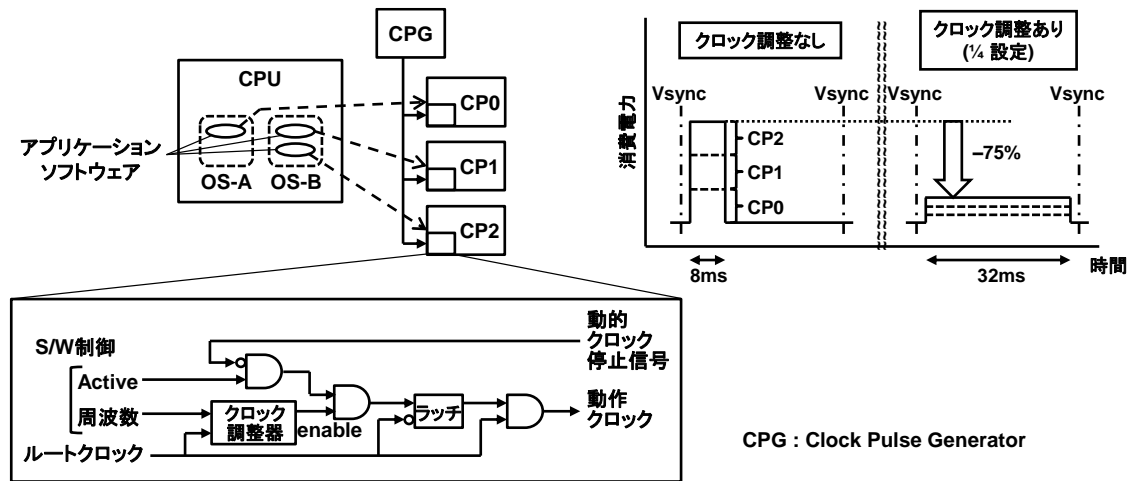 CPG
CPU
CP0
CP1
CP2
アプリケーション
ソフトウェア
OS-A
OS-B
S/W制御
Active
周波数
ルートクロック
クロック
調整器
enable
ラッチ
動的
クロック
停止信号
動作
クロック
クロック調整なし
クロック調整あり
(¼ 設定)
Vsync
Vsync
Vsync
Vsync
消費電力
CP2
CP1
CP0
–75%
8ms
32ms
時間
CPG : Clock Pulse Generator